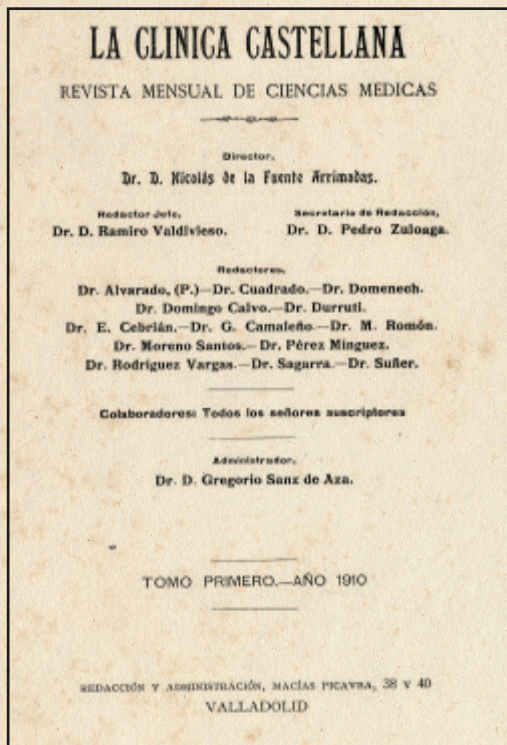 LA CLINICA CASTELLANA
REVISTA MENSUAL DE CIENCIAS MEDICAS
Director,
Dr. D. Nicolás de la Fuente Arrimadas.
Redactor Jefe,
Dr. D. Ramiro Valdivieso.
Secretario de Redacción,
Dr. D. Pedro Zuloaga.
Redactores,
Dr. Alvarado, (P.)—Dr. Cuadrado.—Dr. Domenech.
Dr. Domingo Calvo.—Dr. Durruti.
Dr. E. Cebrián.—Dr. G. Camaleño.—Dr. M. Romón.
Dr. Moreno Santos.—Dr. Pérez Mínguez.
Dr. Rodríguez Vargas.—Dr. Sagarra.—Dr. Suñer.
Colaboradores: Todos los señores suscriptores
Administrador,
Dr. D. Gregorio Sanz de Aza.
TOMO PRIMERO.—AÑO 1910
REDACCIÓN Y ADMINISTRACIÓN, MACÍAS PICAVEA, 38 Y 40
VALLADOLID